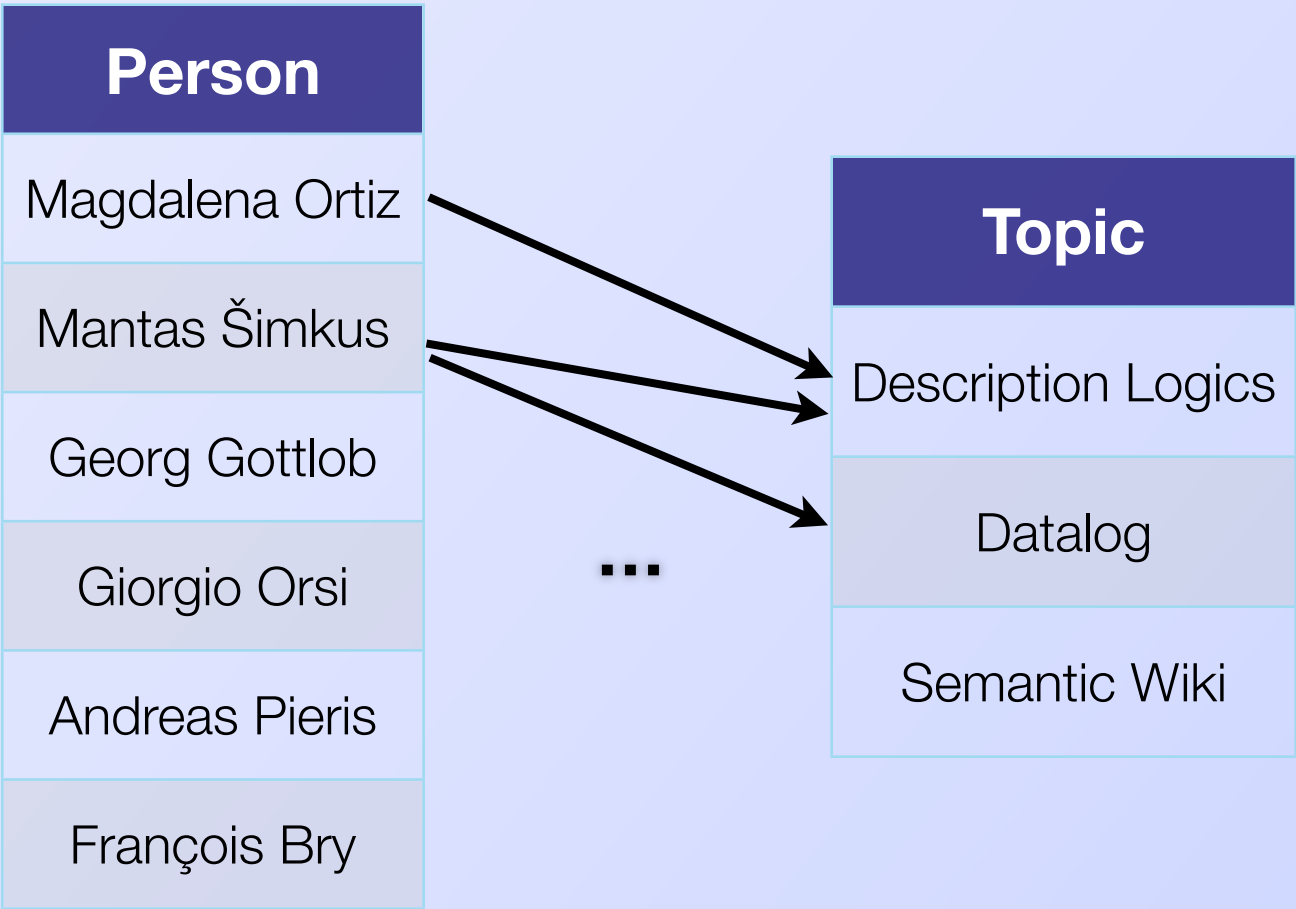 Person
Magdalena Ortiz
Mantas Šimkus
Georg Gottlob
Giorgio Orsi
Andreas Pieris
François Bry
...
Topic
Description Logics
Datalog
Semantic Wiki